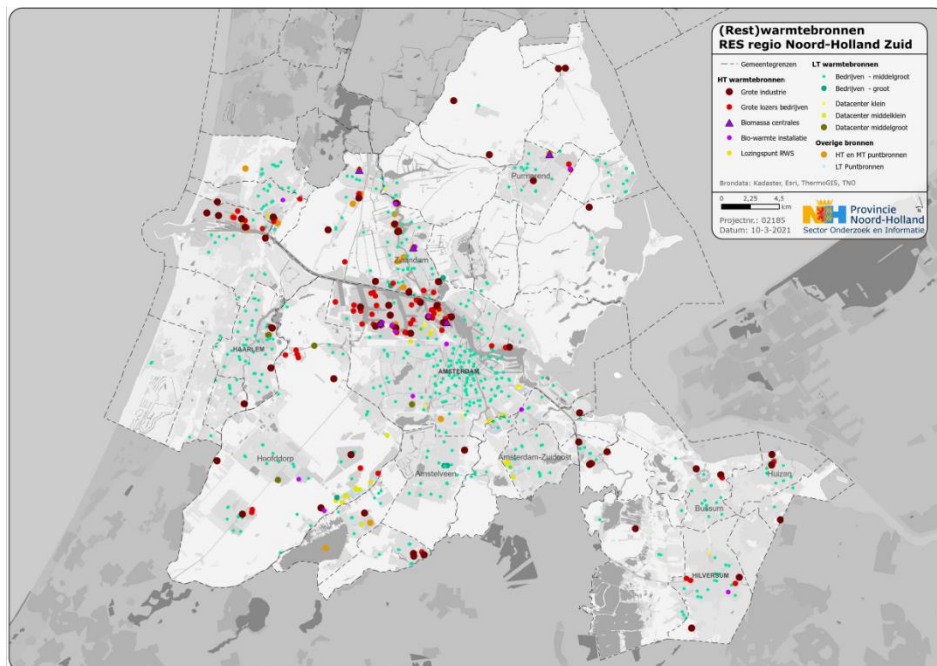 (Rest)warmtebronnen
RES regio Noord-Holland Zuid
Gemeentegrenzen
HT warmtebronnen
Grote industrie
Grote lozers bedrijven
Biomassa centrales
Bio-warmte installatie
Lozingspunt RWS
LT warmtebronnen
Bedrijven - middelgroot
Bedrijven - groot
Datacenter klein
Datacenter middelklein
Datacenter middelgroot
Overige bronnen
HT en MT puntbronnen
LT Puntbronnen
Brondata: Kadaster, Esri, ThermoGIS, TNO
0 2,25 4,3
km
Projectnr.: 02185
Datum: 10-3-2021
NH Provincie
Noord-Holland
Sector Onderzoek en Informatie
Purmerend
Zaandam
HAARLEM
AMSTERDAM
Hoofddorp
Amstelveen
Amsterdam-Zuidoost
Huizen
Bussum
HILVERSUM